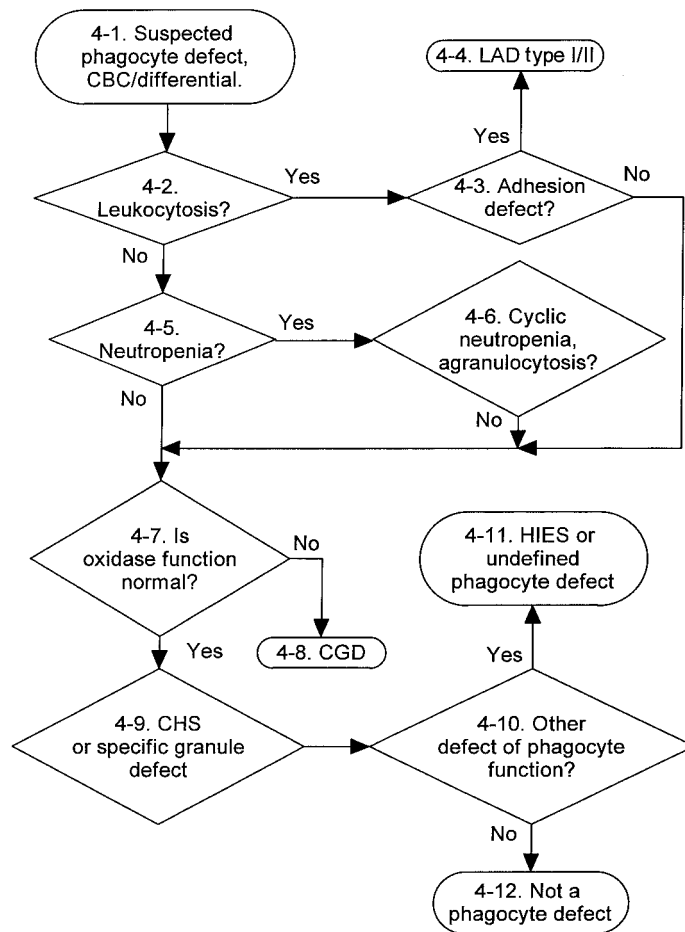 4-1. Suspected
phagocyte defect,
CBC/differential.
4-4. LAD type I/II
Yes
4-2.
Leukocytosis?
Yes
4-3. Adhesion
defect?
No
No
4-5.
Neutropenia?
Yes
4-6. Cyclic
neutropenia,
agranulocytosis?
No
No
4-7. Is
oxidase function
normal?
No
4-8. CGD
Yes
4-11. HIES or
undefined
phagocyte defect
Yes
4-9. CHS
or specific granule
defect
4-10. Other
defect of phagocyte
function?
No
4-12. Not a
phagocyte defect